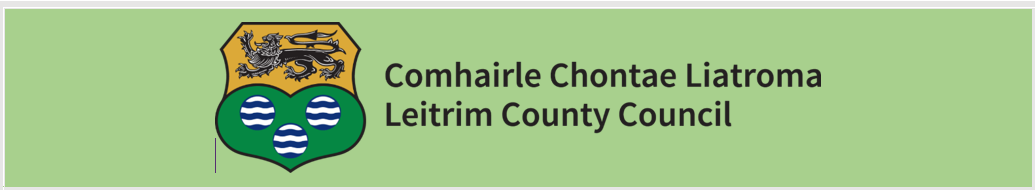 Comhairle Chontae Liatroma
Leitrim County Council